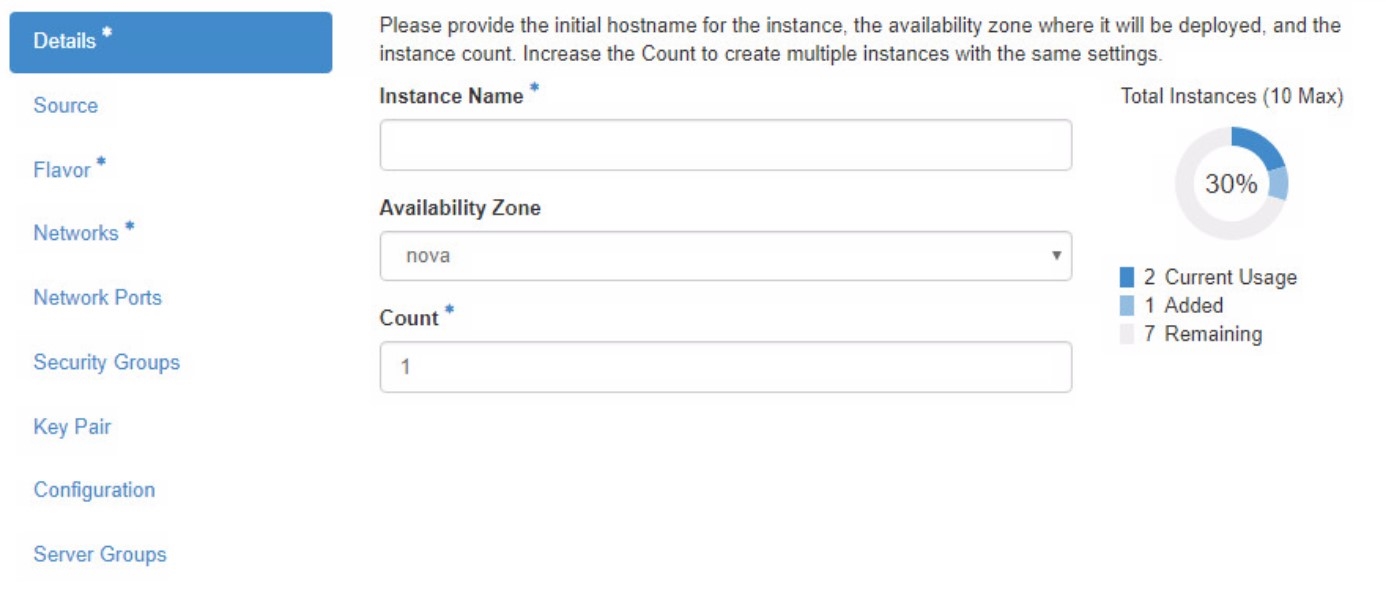 Details *
Source
Flavor *
Networks *
Network Ports
Security Groups
Key Pair
Configuration
Server Groups
Please provide the initial hostname for the instance, the availability zone where it will be deployed, and the
instance count. Increase the Count to create multiple instances with the same settings.
Instance Name *
Availability Zone
nova
Count *
1
Total Instances (10 Max)
30%
2 Current Usage
1 Added
7 Remaining